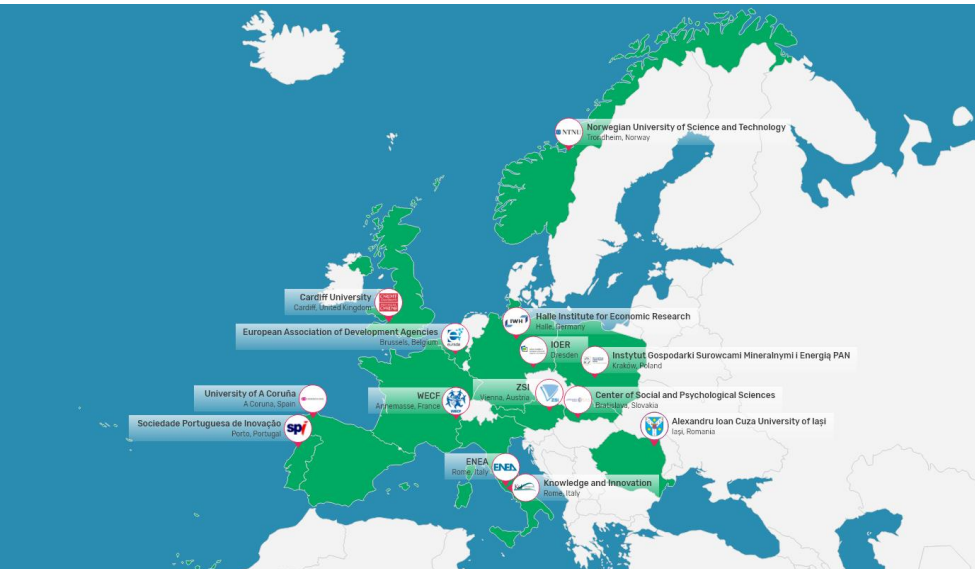 NTNU
Norwegian University of Science and Technology
Trondheim, Norway
Cardiff University
Cardiff, United Kingdom
IWH
Halle Institute for Economic Research
Halle, Germany
European Association of Development Agencies
Brussels, Belgium
IOER
Dresden
Instytut Gospodarki Surowcami Mineralnymi i Energią PAN
Kraków, Poland
University of A Coruña
A Coruna, Spain
WECF
Annemasse, France
WECF
ZSI
Vienna, Austria
Center of Social and Psychological Sciences
Bratislava, Slovakia
Sociedade Portuguesa de Inovação
Porto, Portugal
spi
Alexandru Ioan Cuza University of Iași
Iași, Romania
ENEA
Rome, Italy
ENEA
Knowledge and Innovation
Rome, Italy